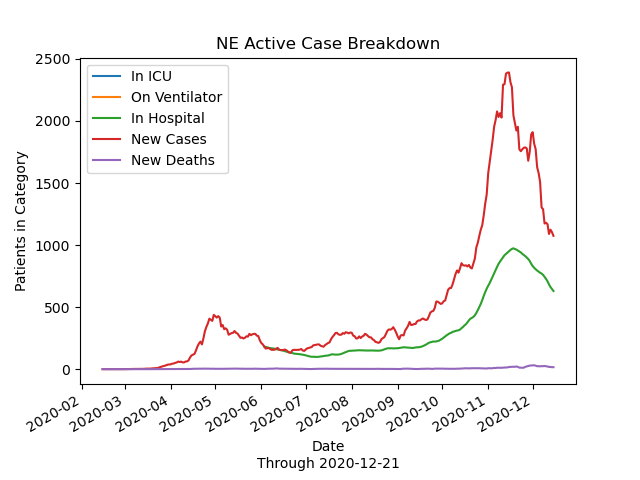 NE Active Case Breakdown
2500
2000
1500
1000
500
0
Patients in Category
In ICU
On Ventilator
In Hospital
New Cases
New Deaths
2020-02
2020-03
2020-04
2020-05
2020-06
2020-07
2020-08
2020-09
2020-10
2020-11
2020-12
Date
Through 2020-12-21